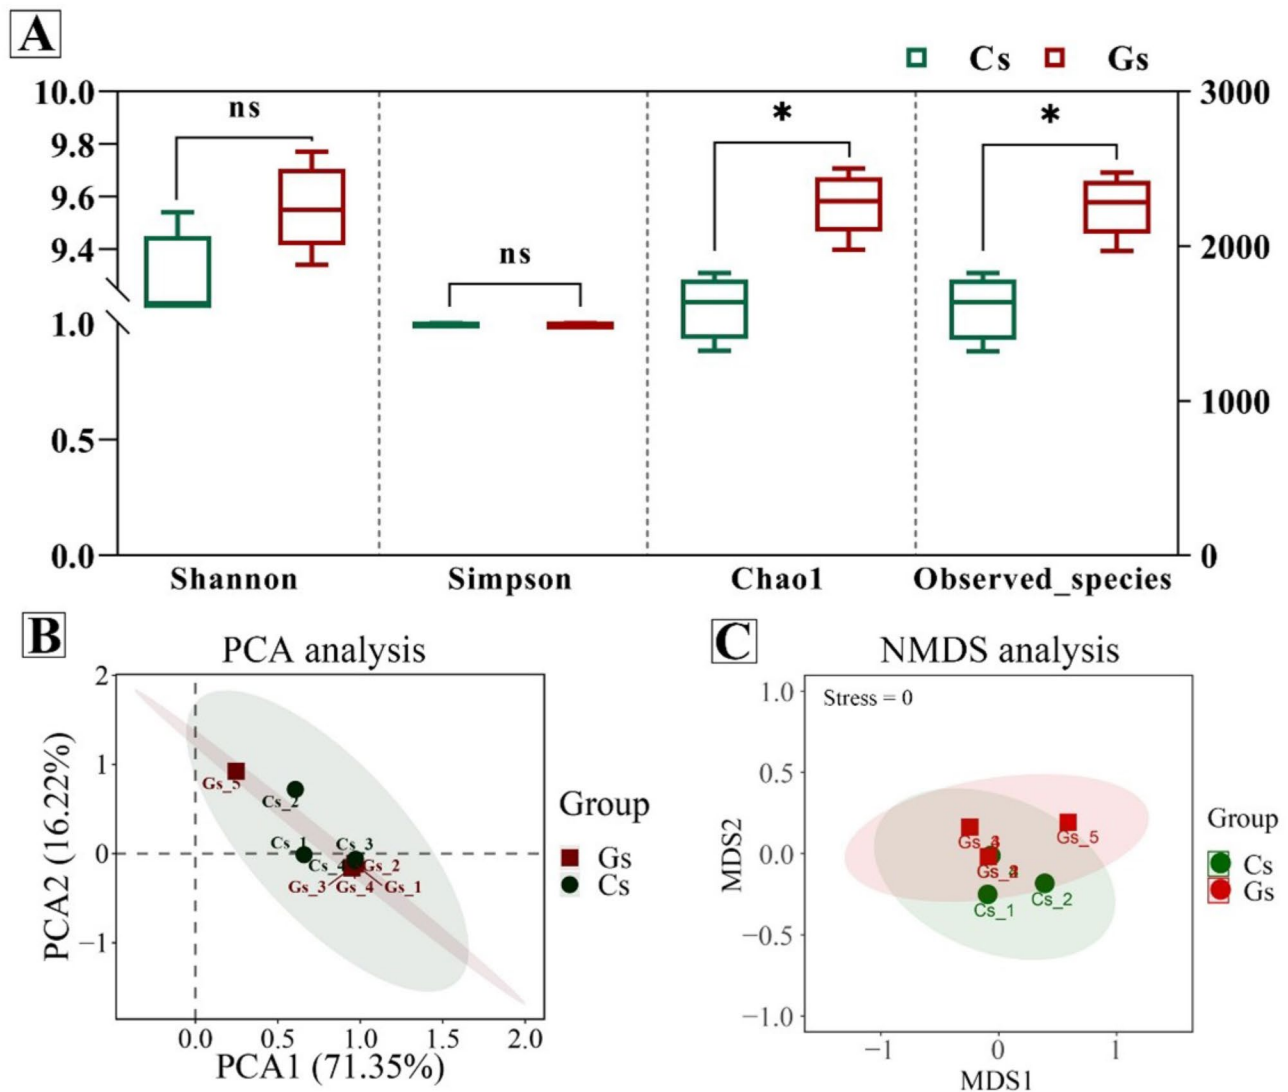 A
Cs Gs
10.0
9.8
9.6
9.4
1.0
0.5
0.0
3000
2000
1000
0
ns
ns
*
*
Shannon Simpson Chao1 Observed_species
B
PCA analysis
2
1
0
−1
PCA2 (16.22%)
Gs_5
Cs_2
Cs_1 Cs_3
Cs_4 Gs_2
Gs_3 Gs_4 Gs_1
0.0 0.5 1.0 1.5 2.0
PCA1 (71.35%)
Group
Gs
Cs
C
NMDS analysis
Stress = 0
1.0
0.5
0.0
−0.5
−1.0
MDS2
Gs_5
Cs_1 Cs_2
−1 0 1
MDS1
Group
Cs
Gs